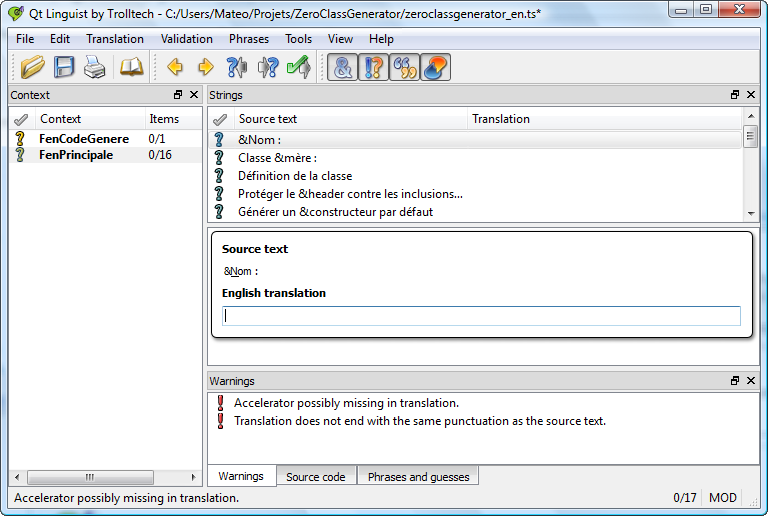 Qt Linguist by Trolltech - C:/Users/Mateo/Projets/ZeroClassGenerator/zeroclassgenerator_en.ts*
File Edit Translation Validation Phrases Tools View Help
Context
Context Items
FenCodeGenere 0/1
FenPrincipale 0/16
Strings
Source text Translation
&Nom :
Classe &mère :
Définition de la classe
Protéger le &header contre les inclusions...
Générer un &constructeur par défaut
Source text
&Nom :
English translation
Warnings
Accelerator possibly missing in translation.
Translation does not end with the same punctuation as the source text.
Warnings Source code Phrases and guesses
Accelerator possibly missing in translation. 0/17 MOD